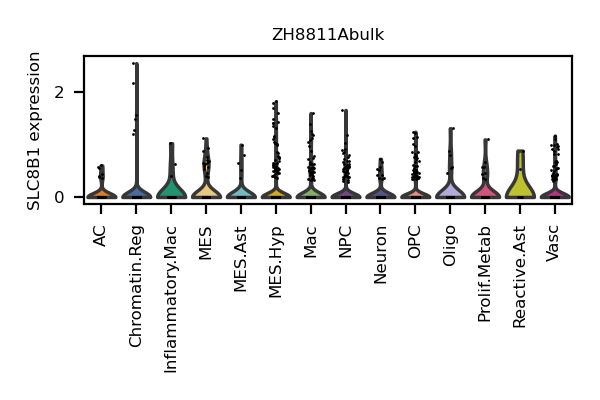 ZH8811Abulk
SLC8B1 expression
2
0
AC
Chromatin.Reg
Inflammatory.Mac
MES
MES.Ast
MES.Hyp
Mac
NPC
Neuron
OPC
Oligo
Prolif.Metab
Reactive.Ast
Vasc